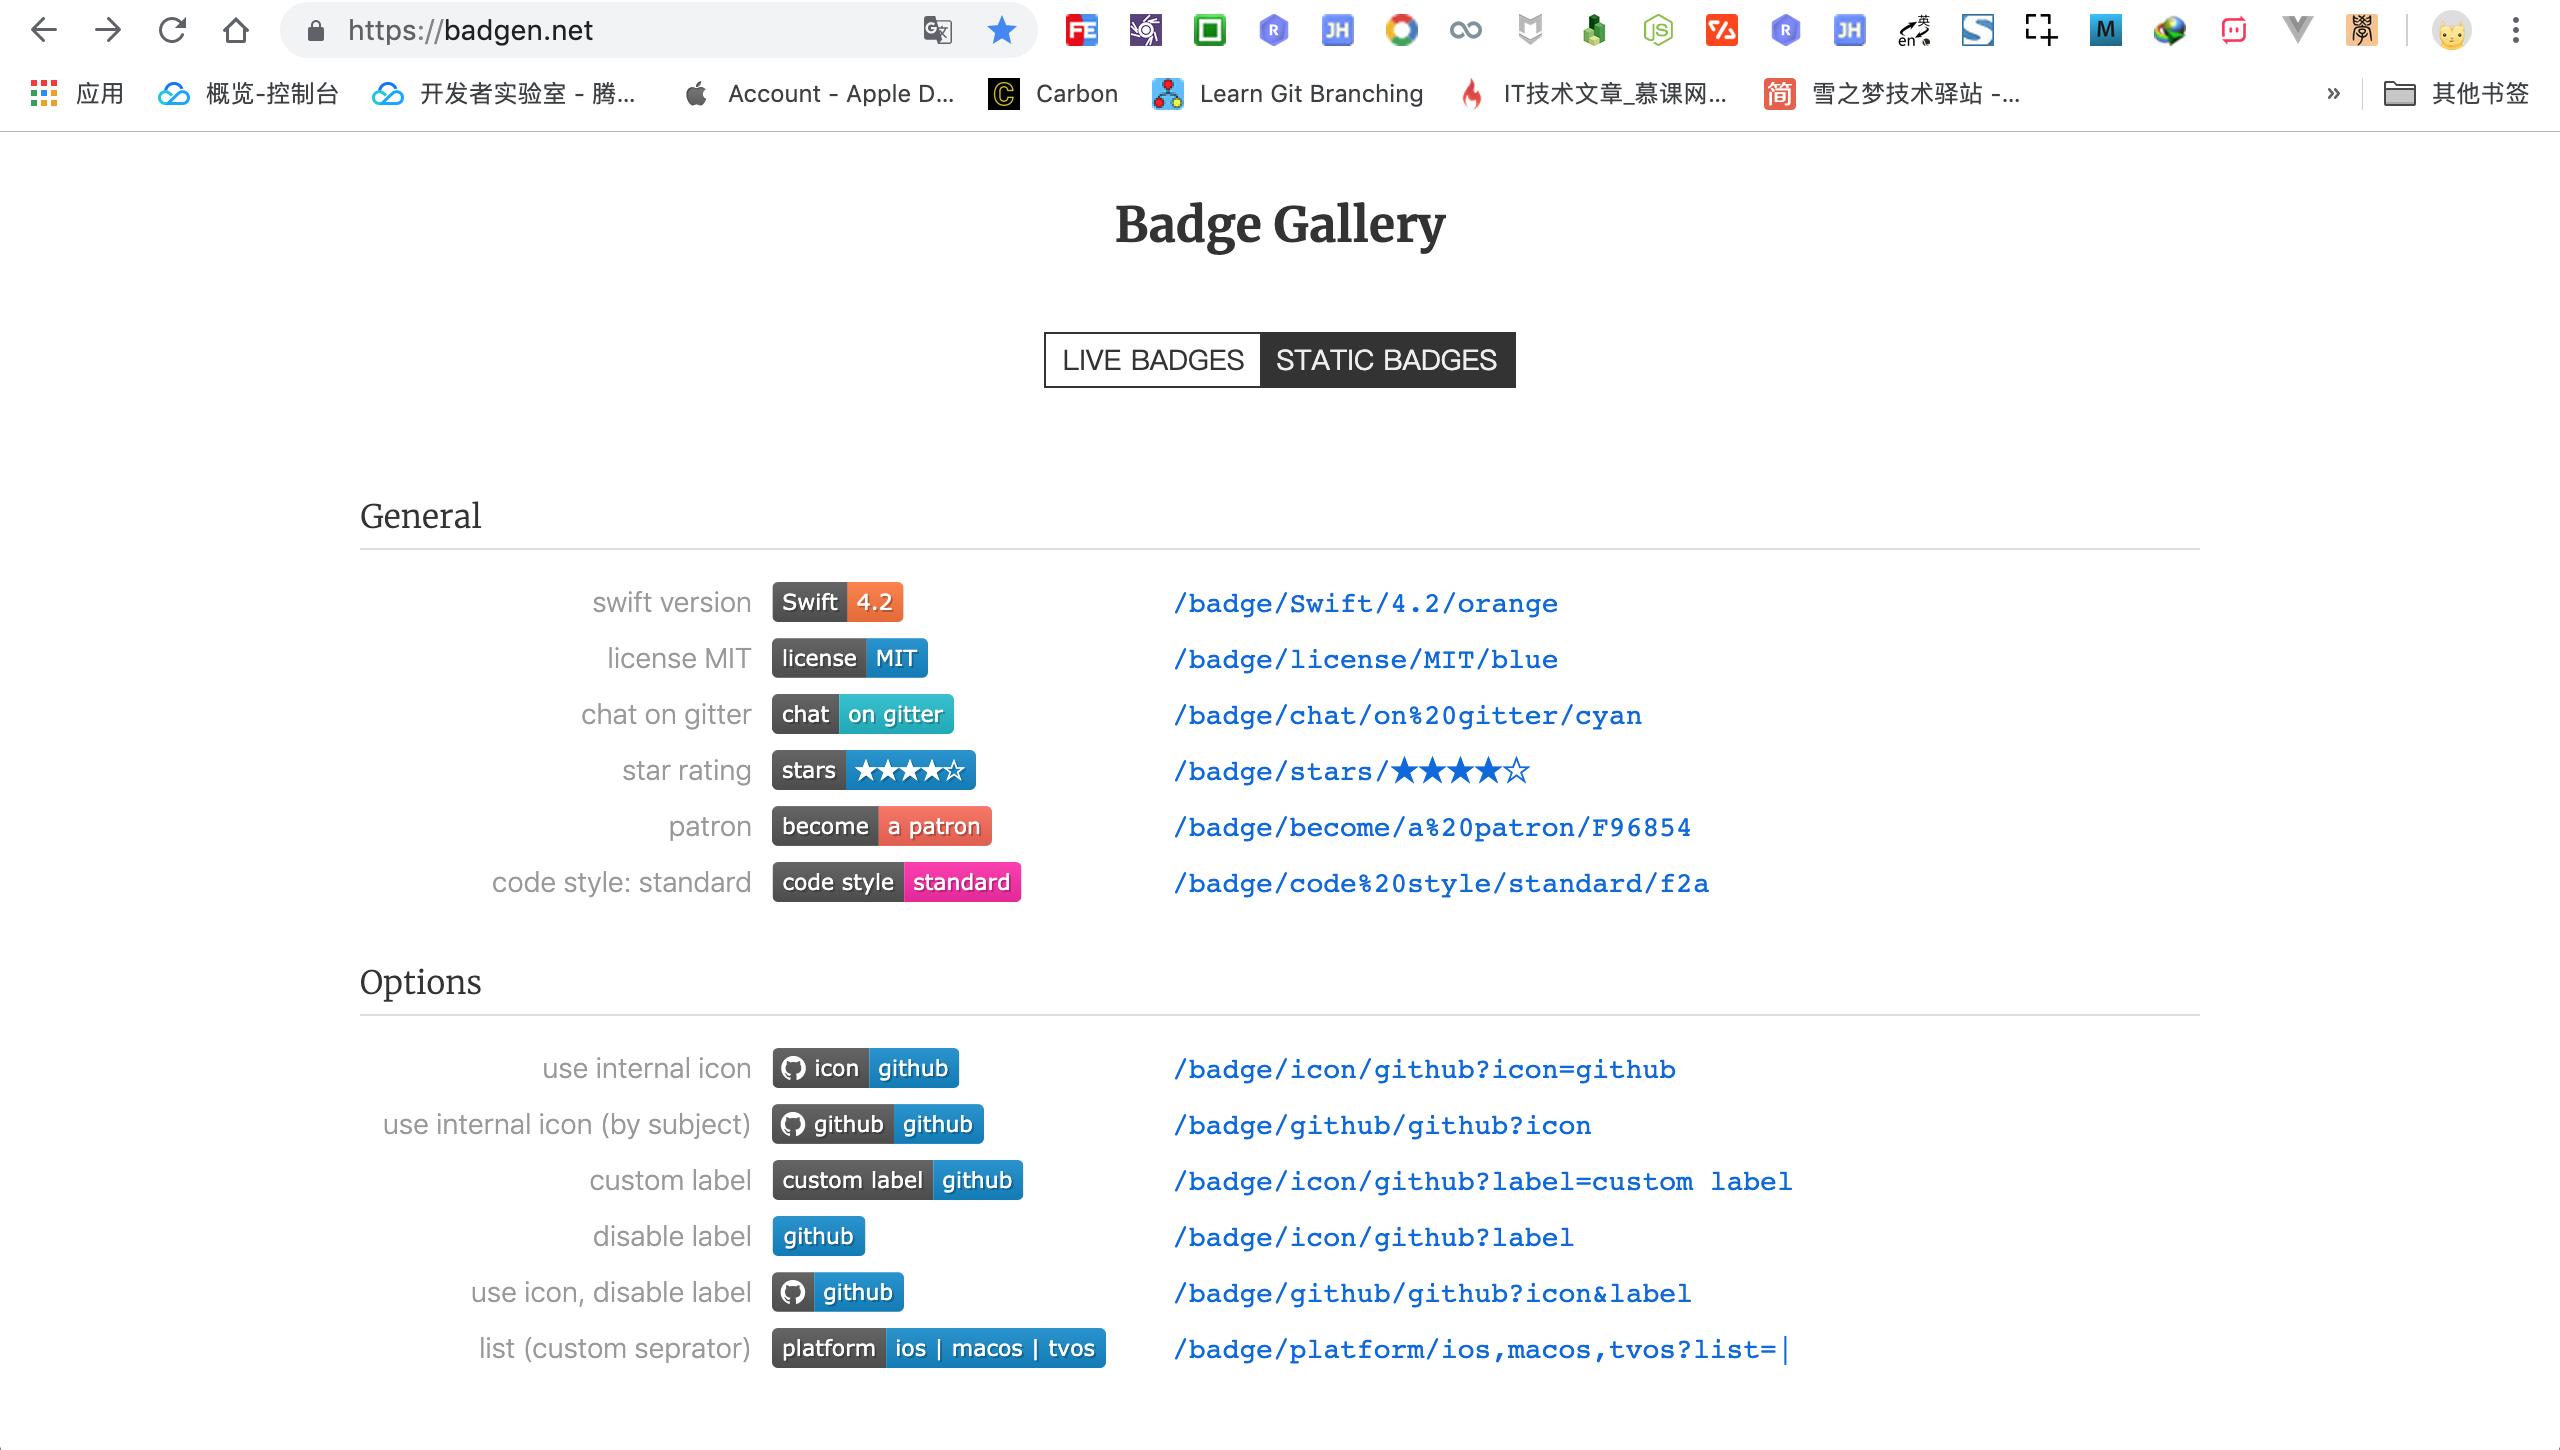 https://badgen.net
应用 概览-控制台 开发者实验室 - 腾... Account - Apple D... Carbon Learn Git Branching IT技术文章_慕课网... 雪之梦技术驿站 -... » 其他书签
Badge Gallery
LIVE BADGES STATIC BADGES
General
swift version Swift 4.2 /badge/Swift/4.2/orange
license MIT license MIT /badge/license/MIT/blue
chat on gitter chat on gitter /badge/chat/on%20gitter/cyan
star rating stars ★★★★☆ /badge/stars/★★★★☆
patron become a patron /badge/become/a%20patron/F96854
code style: standard code style standard /badge/code%20style/standard/f2a
Options
use internal icon icon github /badge/icon/github?icon=github
use internal icon (by subject) github github /badge/github/github?icon
custom label custom label github /badge/icon/github?label=custom label
disable label github /badge/icon/github?label
use icon, disable label github /badge/github/github?icon&label
list (custom seprator) platform ios | macos | tvos /badge/platform/ios,macos,tvos?list=|